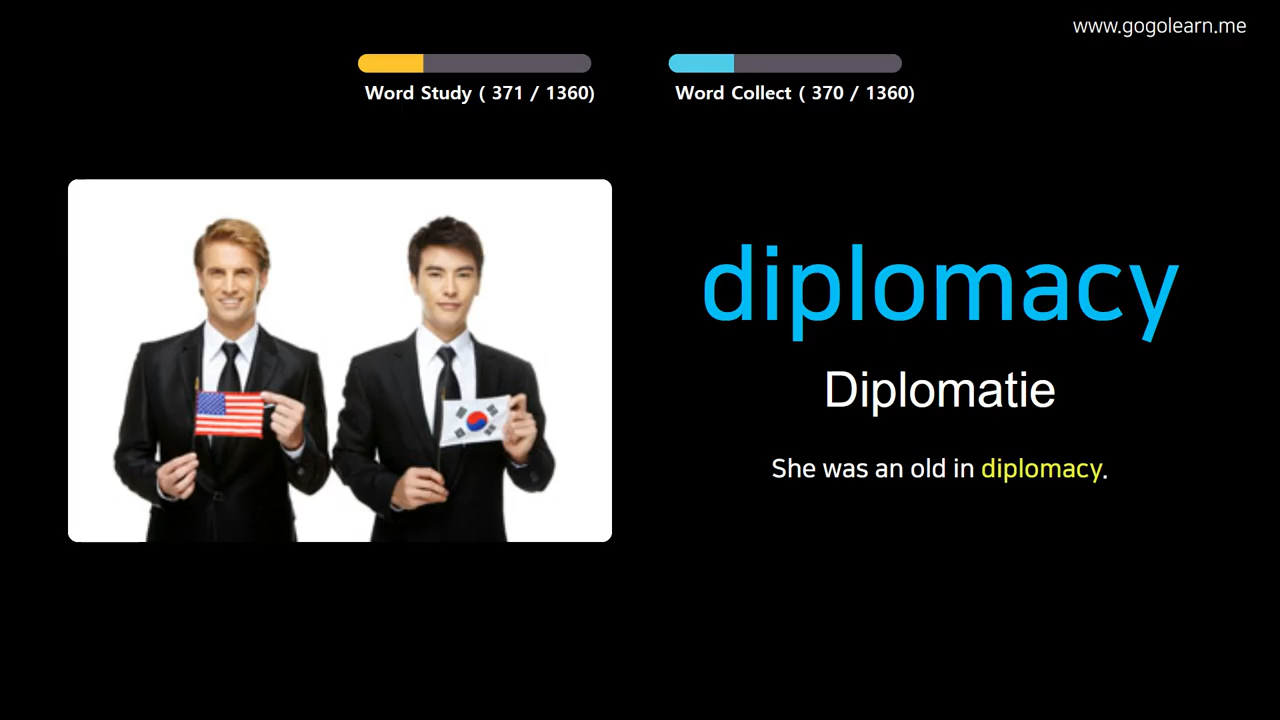 www.gogolearn.me
Word Study ( 371 / 1360)
Word Collect ( 370 / 1360)
diplomacy
Diplomatie
She was an old in diplomacy.